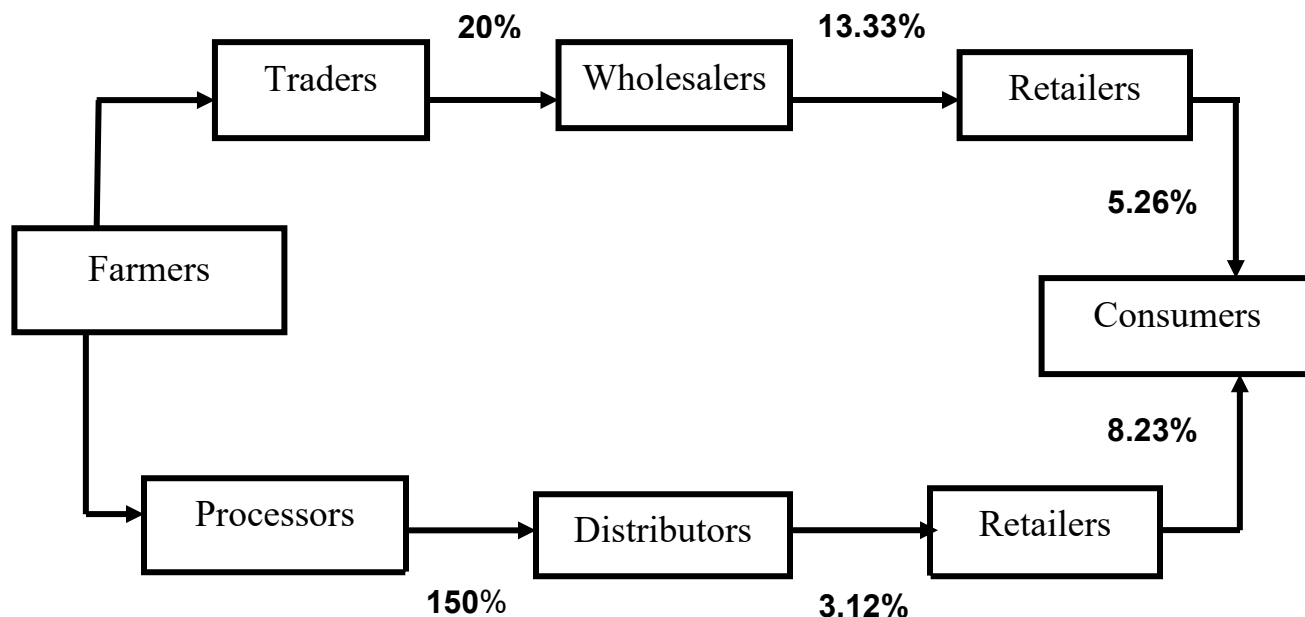 20%
13.33%
Traders
Wholesalers
Retailers
5.26%
Farmers
Consumers
8.23%
Processors
Distributors
Retailers
150%
3.12%